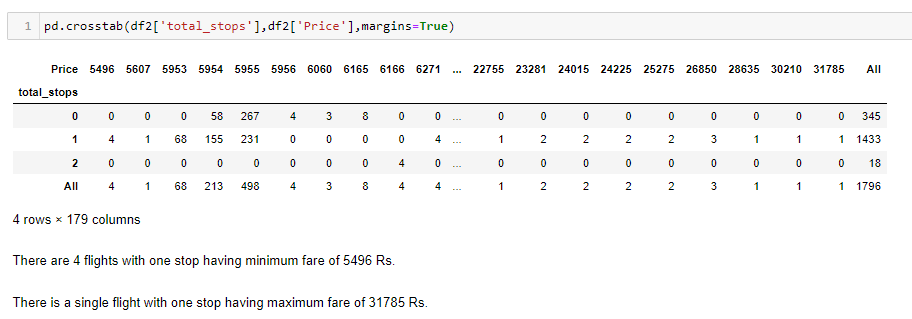 1 pd.crosstab(df2['total_stops'],df2['Price'],margins=True)
Price 5496 5607 5953 5954 5955 5956 6060 6165 6166 6271 ... 22755 23281 24015 24225 25275 26850 28635 30210 31785 All
total_stops
0 0 0 0 58 267 4 3 8 0 0 ... 0 0 0 0 0 0 0 0 0 345
1 4 1 68 155 231 0 0 0 0 4 ... 1 2 2 2 2 3 1 1 1 1433
2 0 0 0 0 0 0 0 0 4 0 ... 0 0 0 0 0 0 0 0 0 18
All 4 1 68 213 498 4 3 8 4 4 ... 1 2 2 2 2 3 1 1 1 1796
4 rows × 179 columns
There are 4 flights with one stop having minimum fare of 5496 Rs.
There is a single flight with one stop having maximum fare of 31785 Rs.